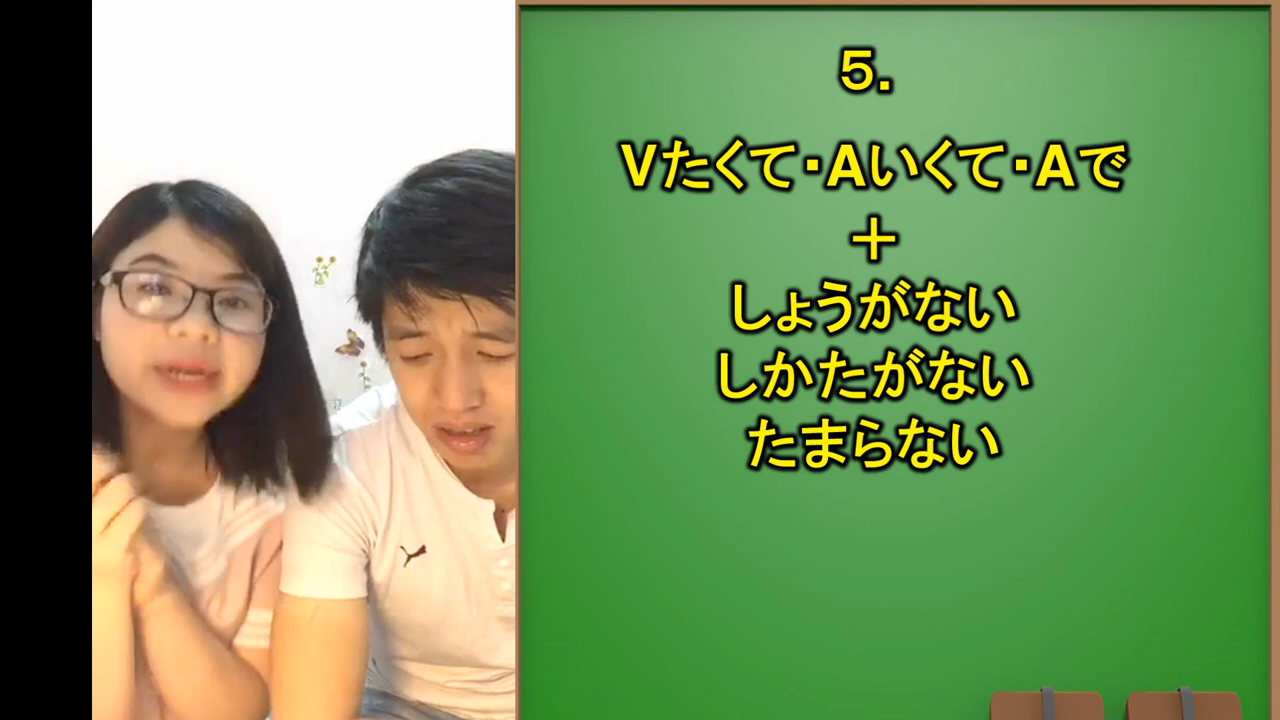 5.
Vたくて・Aいくて・Aで
＋
しょうがない
しかたがない
たまらない